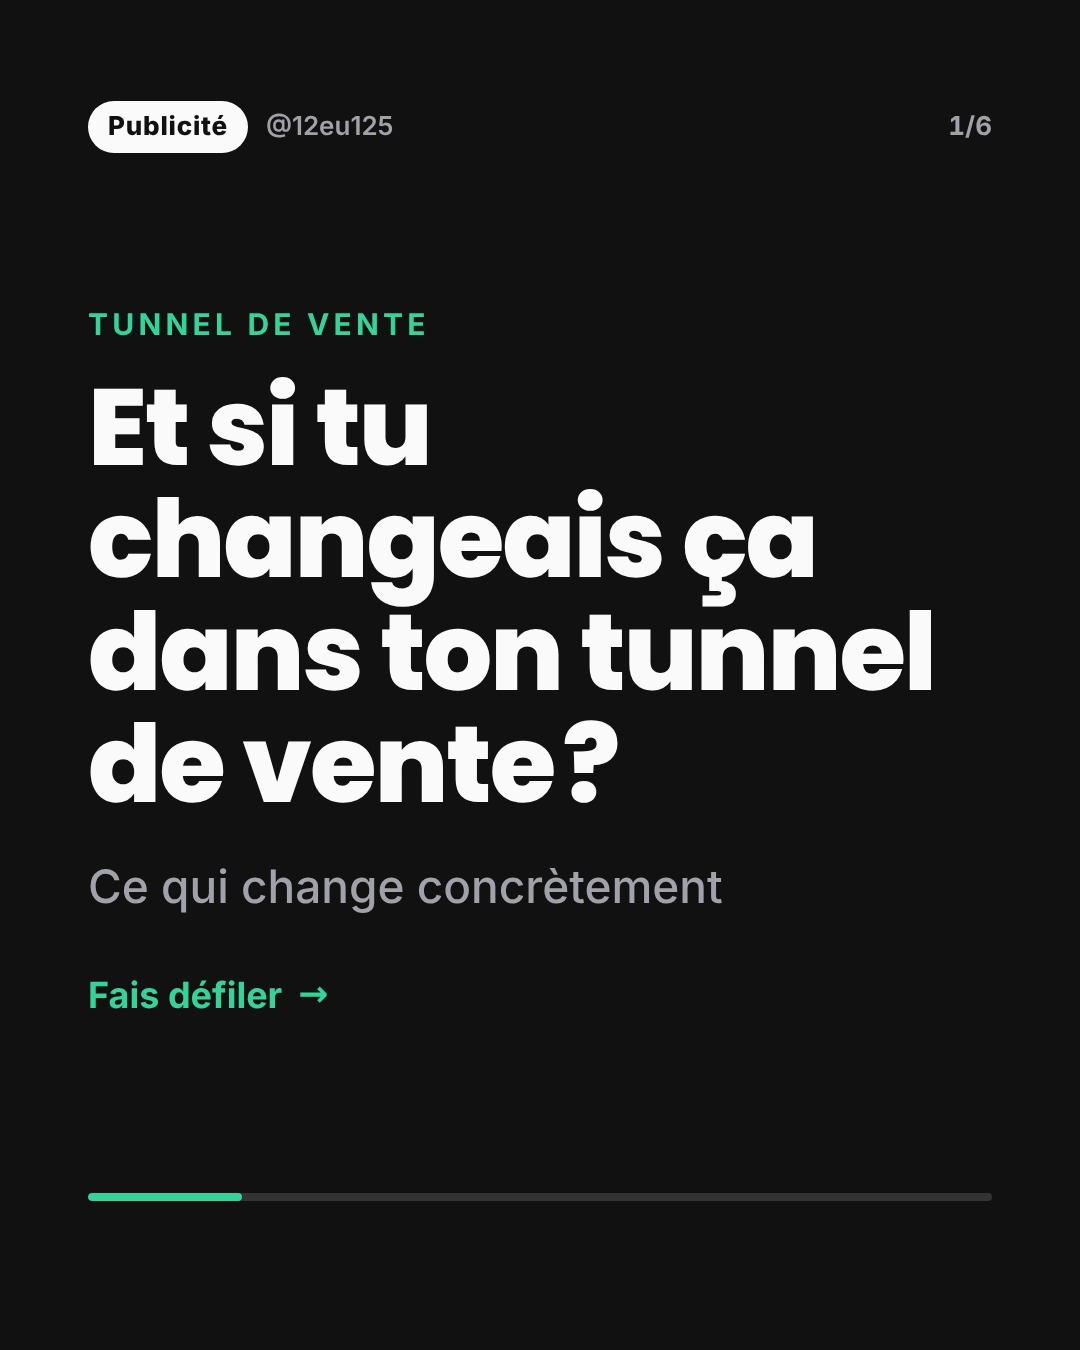 Publicité @12eu125 1/6
TUNNEL DE VENTE
Et si tu
changeais ça
dans ton tunnel
de vente ?
Ce qui change concrètement
Fais défiler →